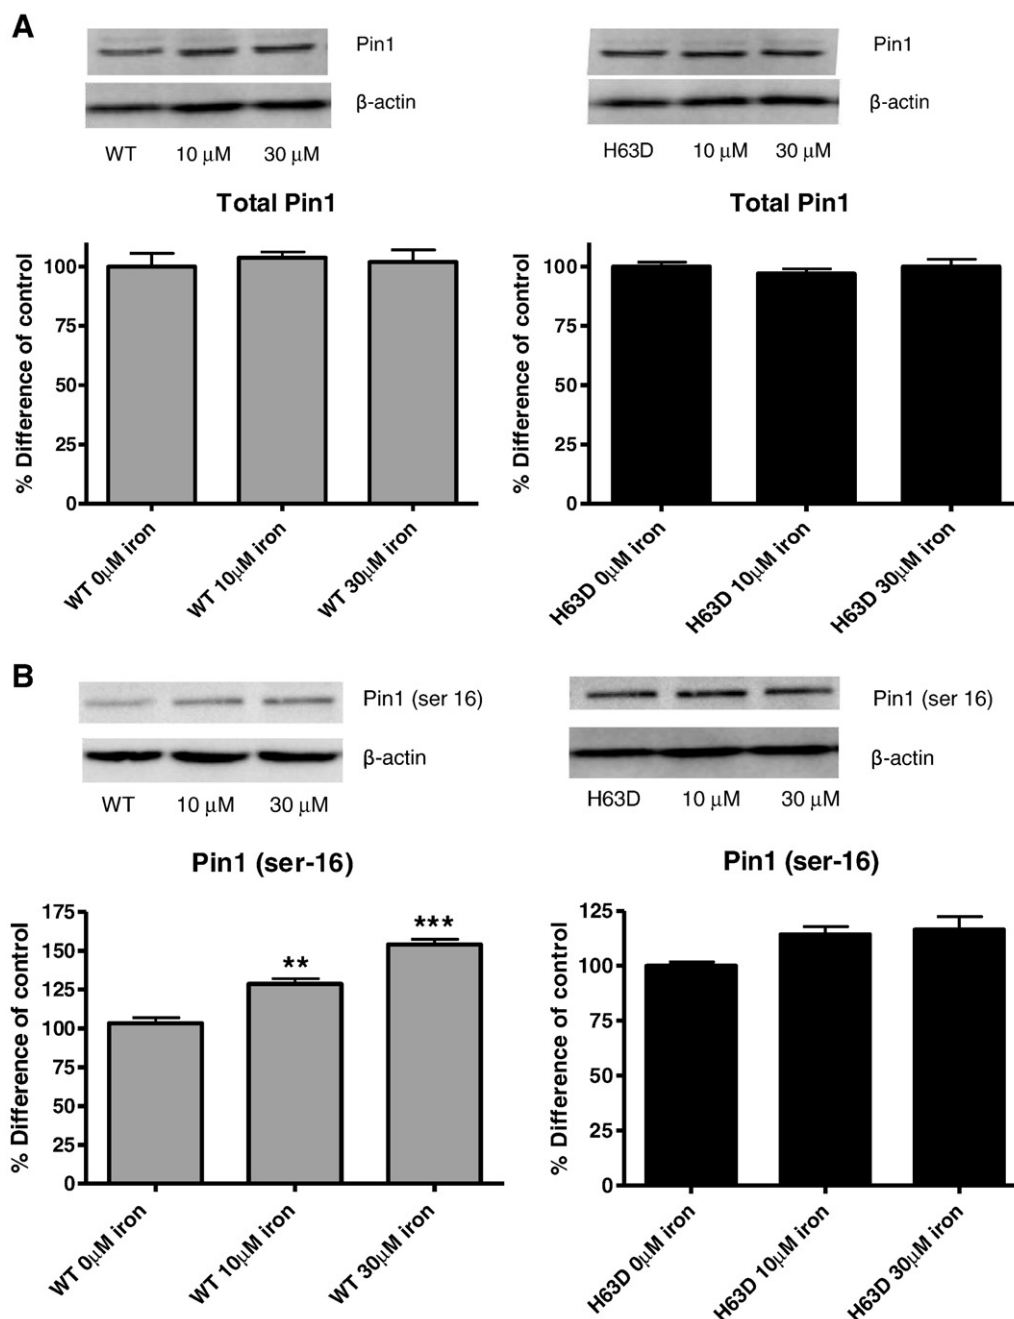 A
Pin1
β-actin
WT 10 μM 30 μM
Pin1
β-actin
H63D 10 μM 30 μM
Total Pin1
% Difference of control
100
75
50
25
0
WT 0μM iron
WT 10μM iron
WT 30μM iron
Total Pin1
% Difference of control
100
75
50
25
0
H63D 0μM iron
H63D 10μM iron
H63D 30μM iron
B
Pin1 (ser 16)
β-actin
WT 10 μM 30 μM
Pin1 (ser 16)
β-actin
H63D 10 μM 30 μM
Pin1 (ser-16)
% Difference of control
175
150
125
100
75
50
25
0
**
***
WT 0μM iron
WT 10μM iron
WT 30μM iron
Pin1 (ser-16)
% Difference of control
125
100
75
50
25
0
H63D 0μM iron
H63D 10μM iron
H63D 30μM iron